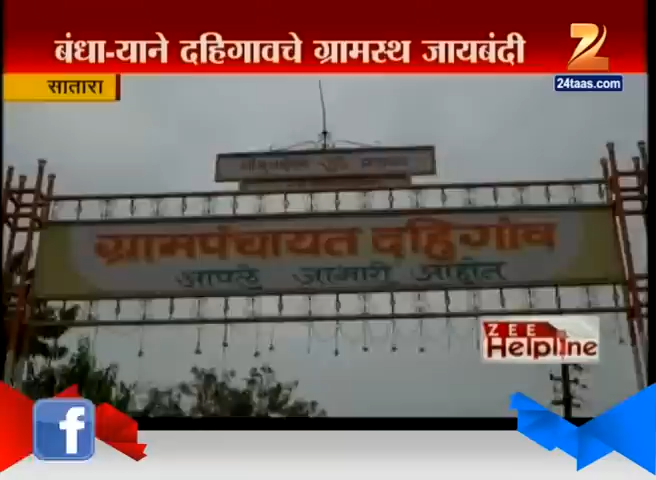 बंधा-याने दहिगावचे ग्रामस्थ जायबंदी
24taas.com
सातारा
ग्रामपंचायत दहिगांव
आपले आभारी आहोत
ZEE
Helpline
f